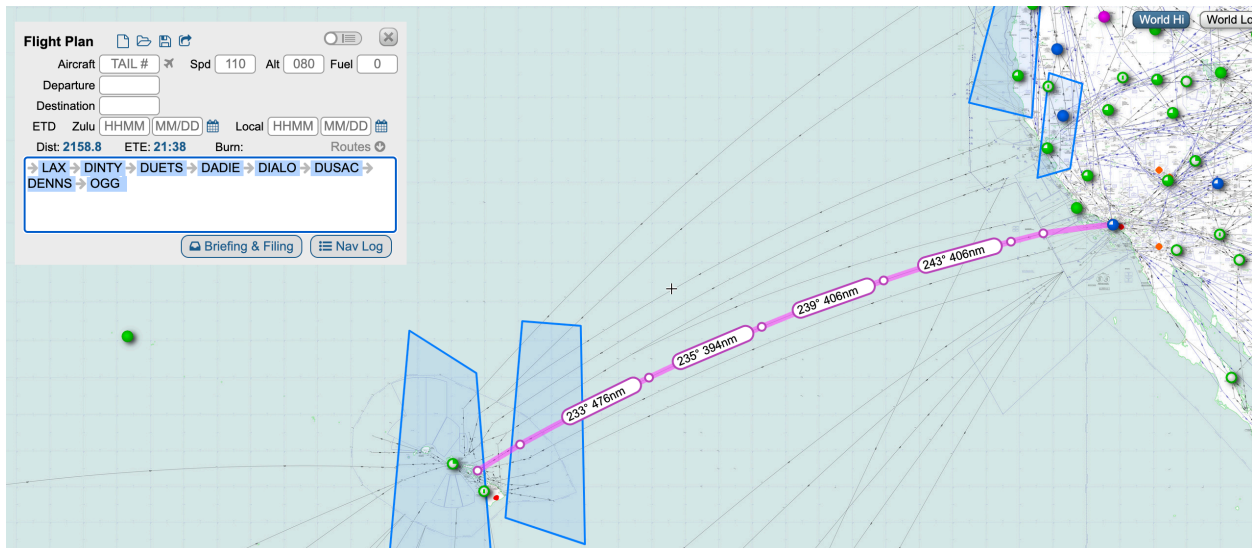 Flight Plan
Aircraft TAIL # Spd 110 Alt 080 Fuel 0
Departure
Destination
ETD Zulu HHMM MM/DD Local HHMM MM/DD
Dist: 2158.8 ETE: 21:38 Burn: Routes
LAX DINTY DUETS DADIE DIALO DUSAC
DENNS OGG
Briefing & Filing Nav Log
World Hi World Lo
243° 406nm
239° 406nm
235° 394nm
233° 476nm